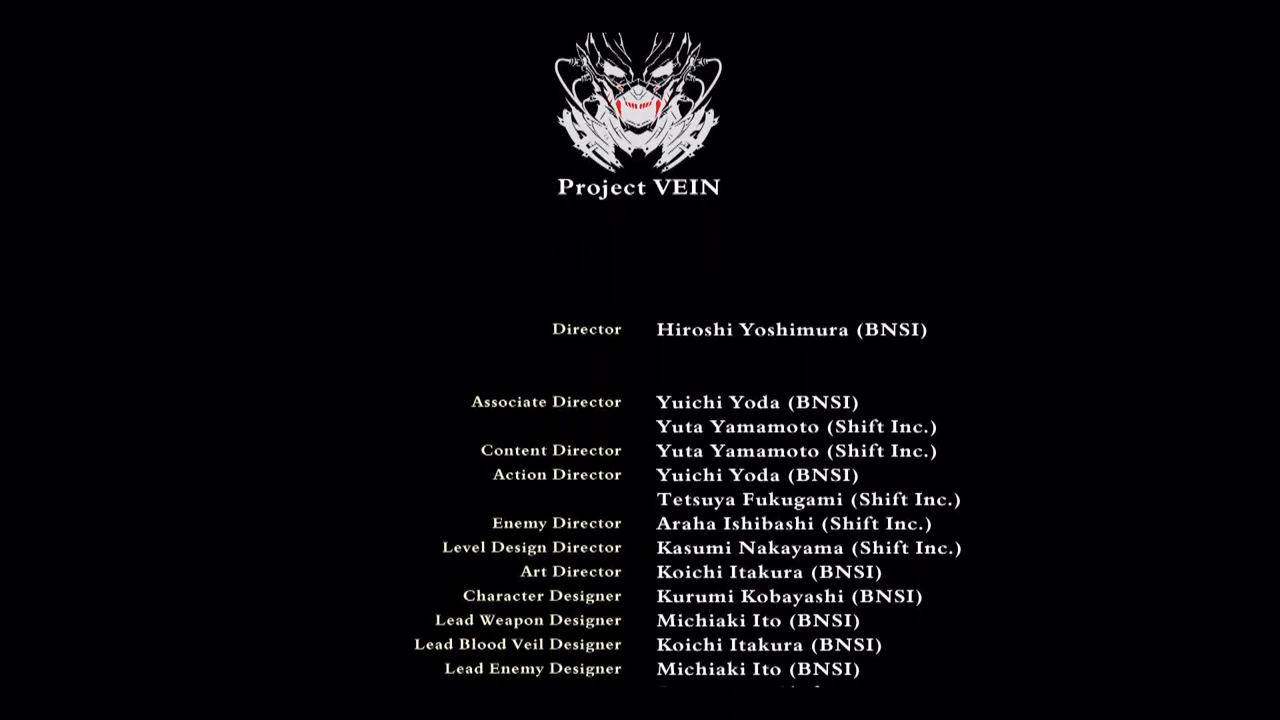 Project VEIN
Director Hiroshi Yoshimura (BNSI)
Associate Director Yuichi Yoda (BNSI)
Yuta Yamamoto (Shift Inc.)
Content Director Yuta Yamamoto (Shift Inc.)
Action Director Yuichi Yoda (BNSI)
Tetsuya Fukugami (Shift Inc.)
Enemy Director Araha Ishibashi (Shift Inc.)
Level Design Director Kasumi Nakayama (Shift Inc.)
Art Director Koichi Itakura (BNSI)
Character Designer Kurumi Kobayashi (BNSI)
Lead Weapon Designer Michiaki Ito (BNSI)
Lead Blood Veil Designer Koichi Itakura (BNSI)
Lead Enemy Designer Michiaki Ito (BNSI)